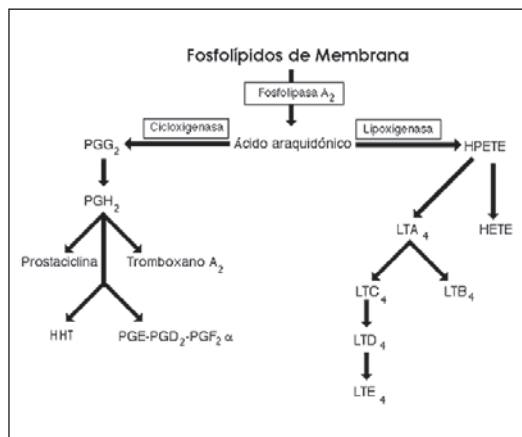 Fosfolípidos de Membrana
Fosfolipasa A2
Cicloxigenasa
Lipoxigenasa
PGG2
Ácido araquidónico
HPETE
PGH2
LTA4
HETE
Prostaciclina
Tromboxano A2
LTC4
LTB4
HHT
PGE-PGD2-PGF2 α
LTD4
LTE4